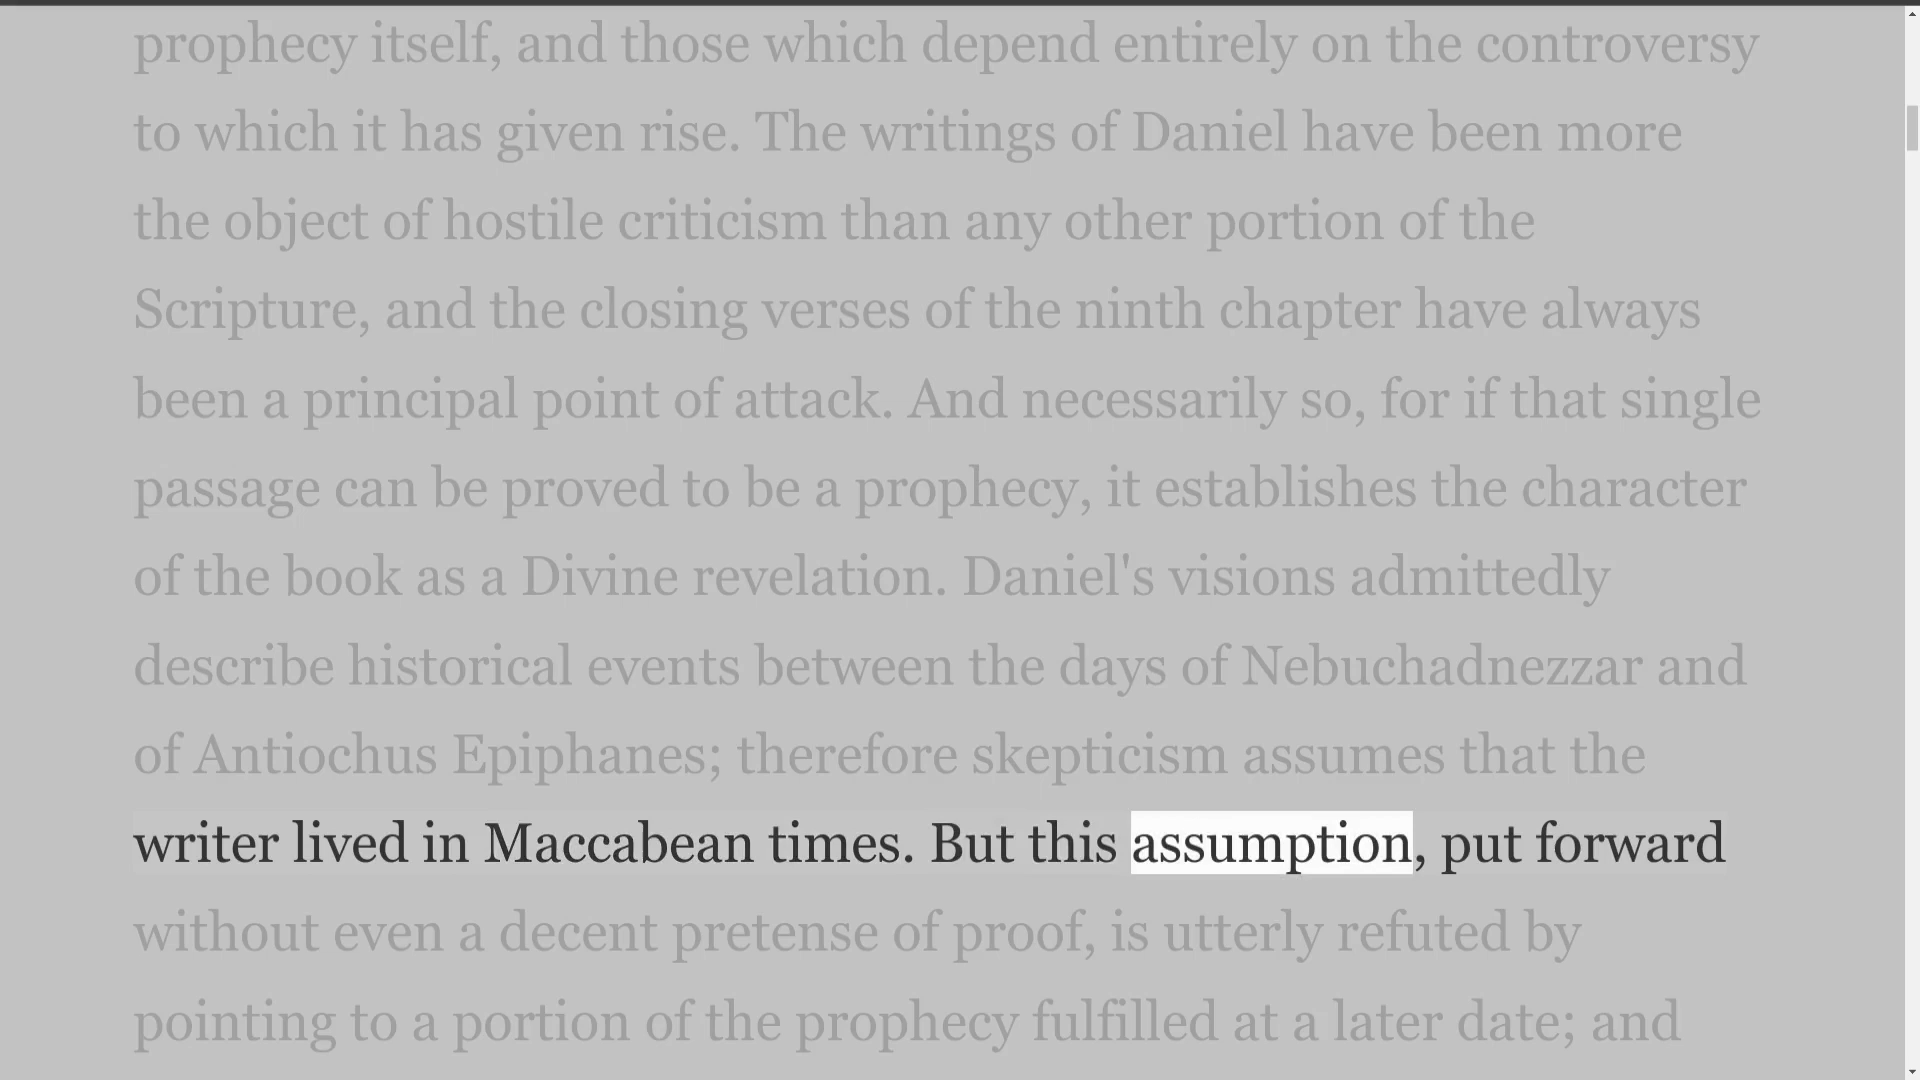 prophecy itself, and those which depend entirely on the controversy
to which it has given rise. The writings of Daniel have been more
the object of hostile criticism than any other portion of the
Scripture, and the closing verses of the ninth chapter have always
been a principal point of attack. And necessarily so, for if that single
passage can be proved to be a prophecy, it establishes the character
of the book as a Divine revelation. Daniel's visions admittedly
describe historical events between the days of Nebuchadnezzar and
of Antiochus Epiphanes; therefore skepticism assumes that the
writer lived in Maccabean times. But this assumption, put forward
without even a decent pretense of proof, is utterly refuted by
pointing to a portion of the prophecy fulfilled at a later date; and